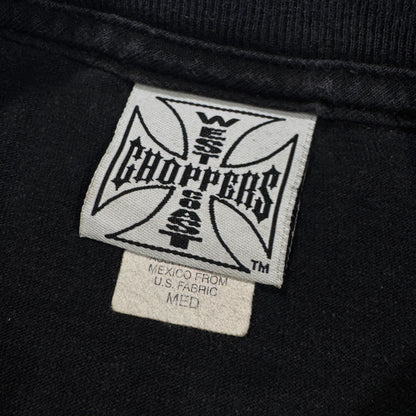 WEST
CHOPPERS
COAST
™
MEXICO FROM
U.S. FABRIC
MED